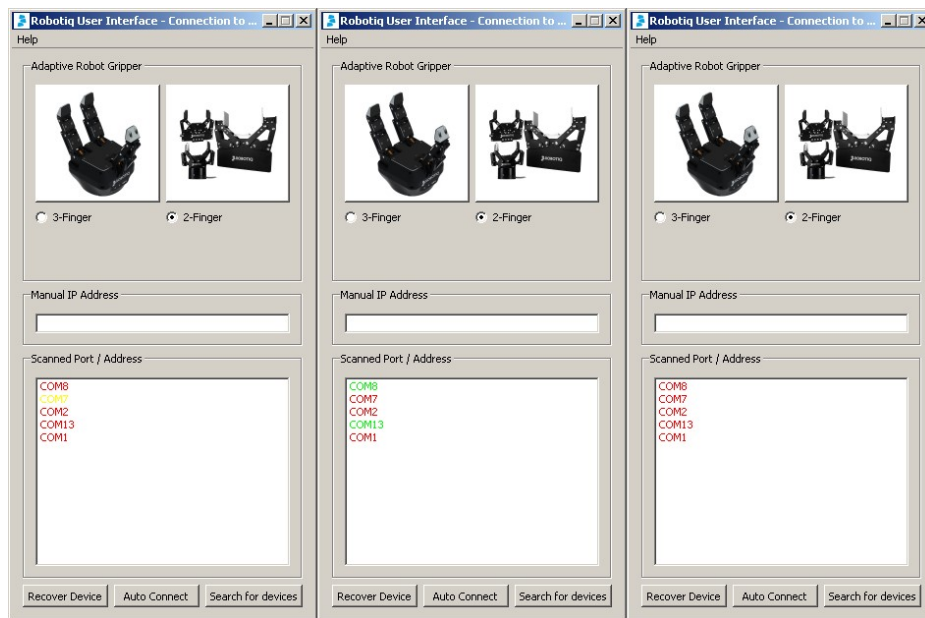 Robotiq User Interface - Connection to ...
Help
Adaptive Robot Gripper
ROBOTIQ
3-Finger
2-Finger
Manual IP Address
Scanned Port / Address
COM8
COM7
COM2
COM13
COM1
Recover Device
Auto Connect
Search for devices
Robotiq User Interface - Connection to ...
Help
Adaptive Robot Gripper
ROBOTIQ
3-Finger
2-Finger
Manual IP Address
Scanned Port / Address
COM8
COM7
COM2
COM13
COM1
Recover Device
Auto Connect
Search for devices
Robotiq User Interface - Connection to ...
Help
Adaptive Robot Gripper
ROBOTIQ
3-Finger
2-Finger
Manual IP Address
Scanned Port / Address
COM8
COM7
COM2
COM13
COM1
Recover Device
Auto Connect
Search for devices